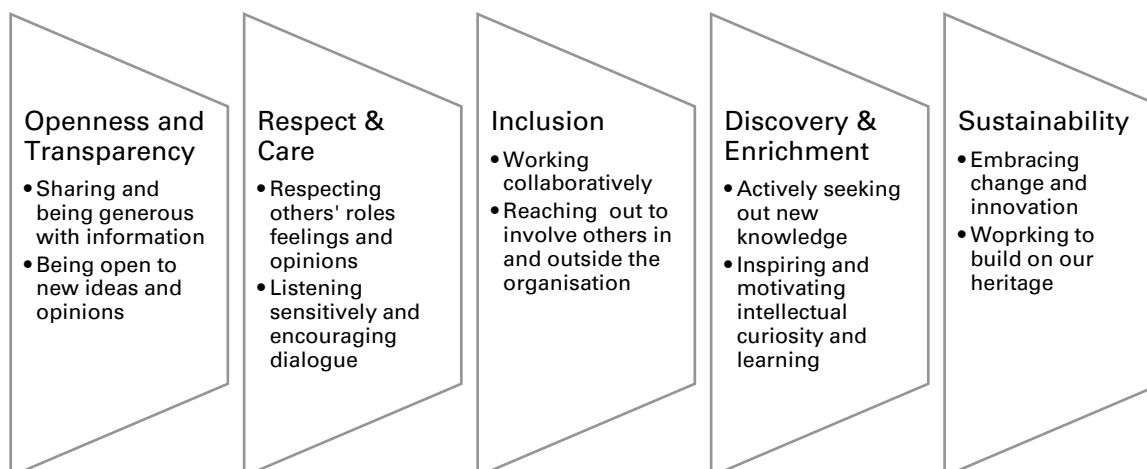 Openness and
Transparency
• Sharing and
being generous
with information
• Being open to
new ideas and
opinions
Respect &
Care
• Respecting
others' roles
feelings and
opinions
• Listening
sensitively and
encouraging
dialogue
Inclusion
• Working
collaboratively
• Reaching  out to
involve others in
and outside the
organisation
Discovery &
Enrichment
• Actively seeking
out new
knowledge
• Inspiring and
motivating
intellectual
curiosity and
learning
Sustainability
• Embracing
change and
innovation
• Woprking to
build on our
heritage